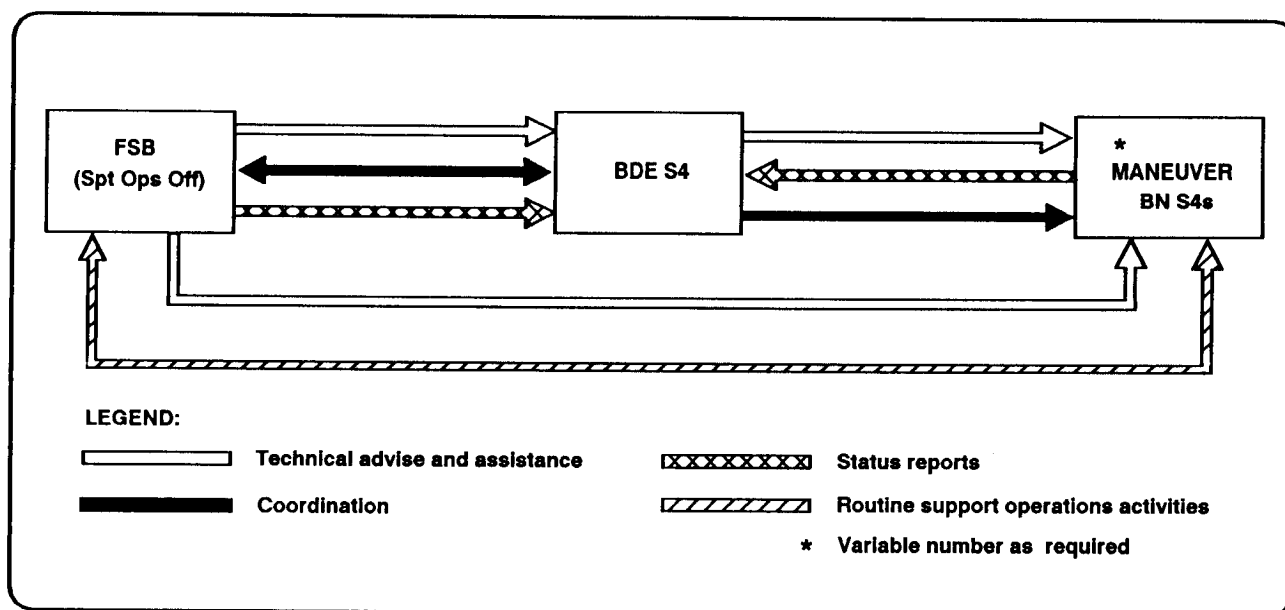 FSB
(Spt Ops Off)
BDE S4
*
MANEUVER
BN S4s
LEGEND:
Technical advise and assistance
Status reports
Coordination
Routine support operations activities
* Variable number as required